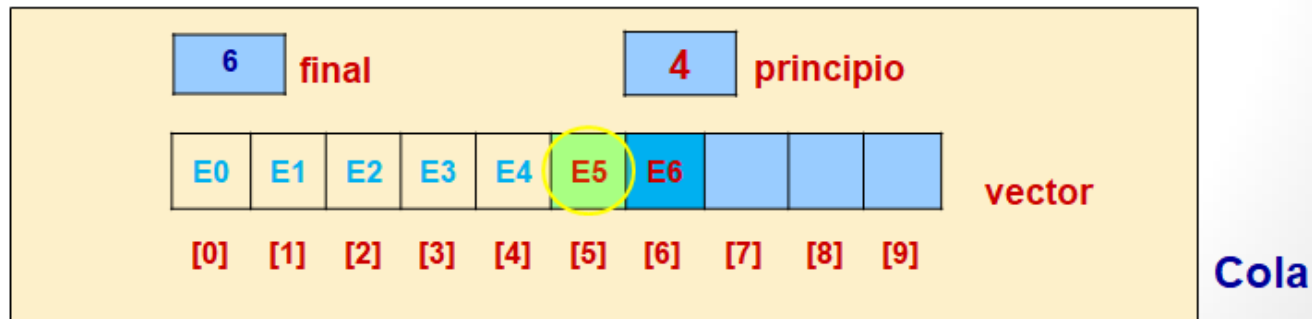 6 final 4 principio
E0 E1 E2 E3 E4 E5 E6
vector
[0] [1] [2] [3] [4] [5] [6] [7] [8] [9]
Cola